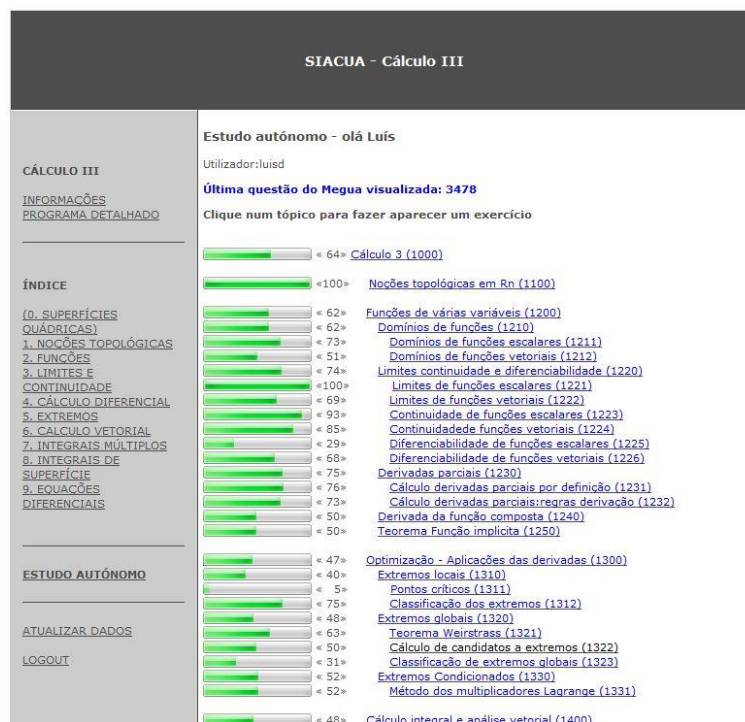 SIACUA - Cálculo III
CÁLCULO III
INFORMAÇÕES
PROGRAMA DETALHADO
ÍNDICE
(0. SUPERFÍCIES
QUÁDRICAS)
1. NOÇÕES TOPOLÓGICAS
2. FUNÇÕES
3. LIMITES E
CONTINUIDADE
4. CÁLCULO DIFERENCIAL
5. EXTREMOS
6. CALCULO VETORIAL
7. INTEGRAIS MÚLTIPLOS
8. INTEGRAIS DE
SUPERFÍCIE
9. EQUAÇÕES
DIFERENCIAIS
ESTUDO AUTÓNOMO
ATUALIZAR DADOS
LOGOUT
Estudo autónomo - olá Luís
Utilizador:luisd
Última questão do Megua visualizada: 3478
Clique num tópico para fazer aparecer um exercício
« 64» Cálculo 3 (1000)
«100» Noções topológicas em Rn (1100)
« 62» Funções de várias variáveis (1200)
« 62» Domínios de funções (1210)
« 73» Domínios de funções escalares (1211)
« 51» Domínios de funções vetoriais (1212)
« 74» Limites continuidade e diferenciabilidade (1220)
«100» Limites de funções escalares (1221)
« 69» Limites de funções vetoriais (1222)
« 93» Continuidade de funções escalares (1223)
« 85» Continuidadede funções vetoriais (1224)
« 29» Diferenciabilidade de funções escalares (1225)
« 68» Diferenciabilidade de funções vetoriais (1226)
« 75» Derivadas parciais (1230)
« 76» Cálculo derivadas parciais por definição (1231)
« 73» Cálculo derivadas parciais:regras derivação (1232)
« 50» Derivada da função composta (1240)
« 50» Teorema Função implicita (1250)
« 47» Optimização - Aplicações das derivadas (1300)
« 40» Extremos locais (1310)
« 5» Pontos críticos (1311)
« 75» Classificação dos extremos (1312)
« 48» Extremos globais (1320)
« 63» Teorema Weirstrass (1321)
« 50» Cálculo de candidatos a extremos (1322)
« 31» Classificação de extremos globais (1323)
« 52» Extremos Condicionados (1330)
« 52» Método dos multiplicadores Lagrange (1331)
« 48» Cálculo integral e análise vetorial (1400)